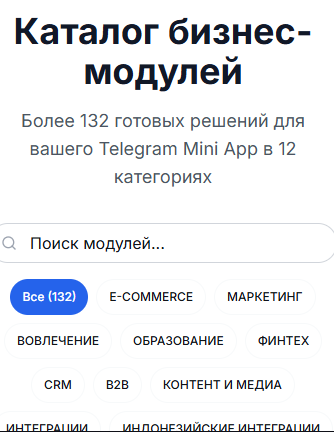 Каталог бизнес-
модулей
Более 132 готовых решений для
вашего Telegram Mini App в 12
категориях
Поиск модулей...
Все (132) E-COMMERCE МАРКЕТИНГ
ВОВЛЕЧЕНИЕ ОБРАЗОВАНИЕ ФИНТЕХ
CRM B2B КОНТЕНТ И МЕДИА
ИНТЕГРАЦИИ ИНДОНЕЗИЙСКИЕ ИНТЕГРАЦИИ